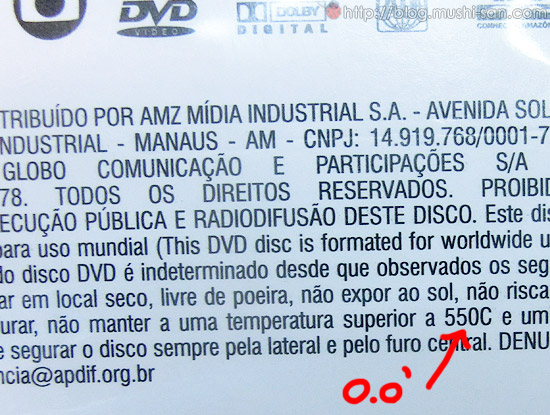 https://blog.mushi-san.com/
DVD
VIDEO
DOLBY
DIGITAL
TRIBUÍDO POR AMZ MÍDIA INDUSTRIAL S.A. - AVENIDA SOL
INDUSTRIAL - MANAUS - AM - CNPJ: 14.919.768/0001-7
GLOBO COMUNICAÇÃO E PARTICIPAÇÕES S/A
78. TODOS OS DIREITOS RESERVADOS. PROIBID
ECUÇÃO PÚBLICA E RADIODIFUSÃO DESTE DISCO. Este dis
para uso mundial (This DVD disc is formated for worldwide u
do disco DVD é indeterminado desde que observados os seg
ar em local seco, livre de poeira, não expor ao sol, não risca
urar, não manter a uma temperatura superior a 550C e um
e segurar o disco sempre pela lateral e pelo furo central. DENU
ncia@apdif.org.br
o.o'